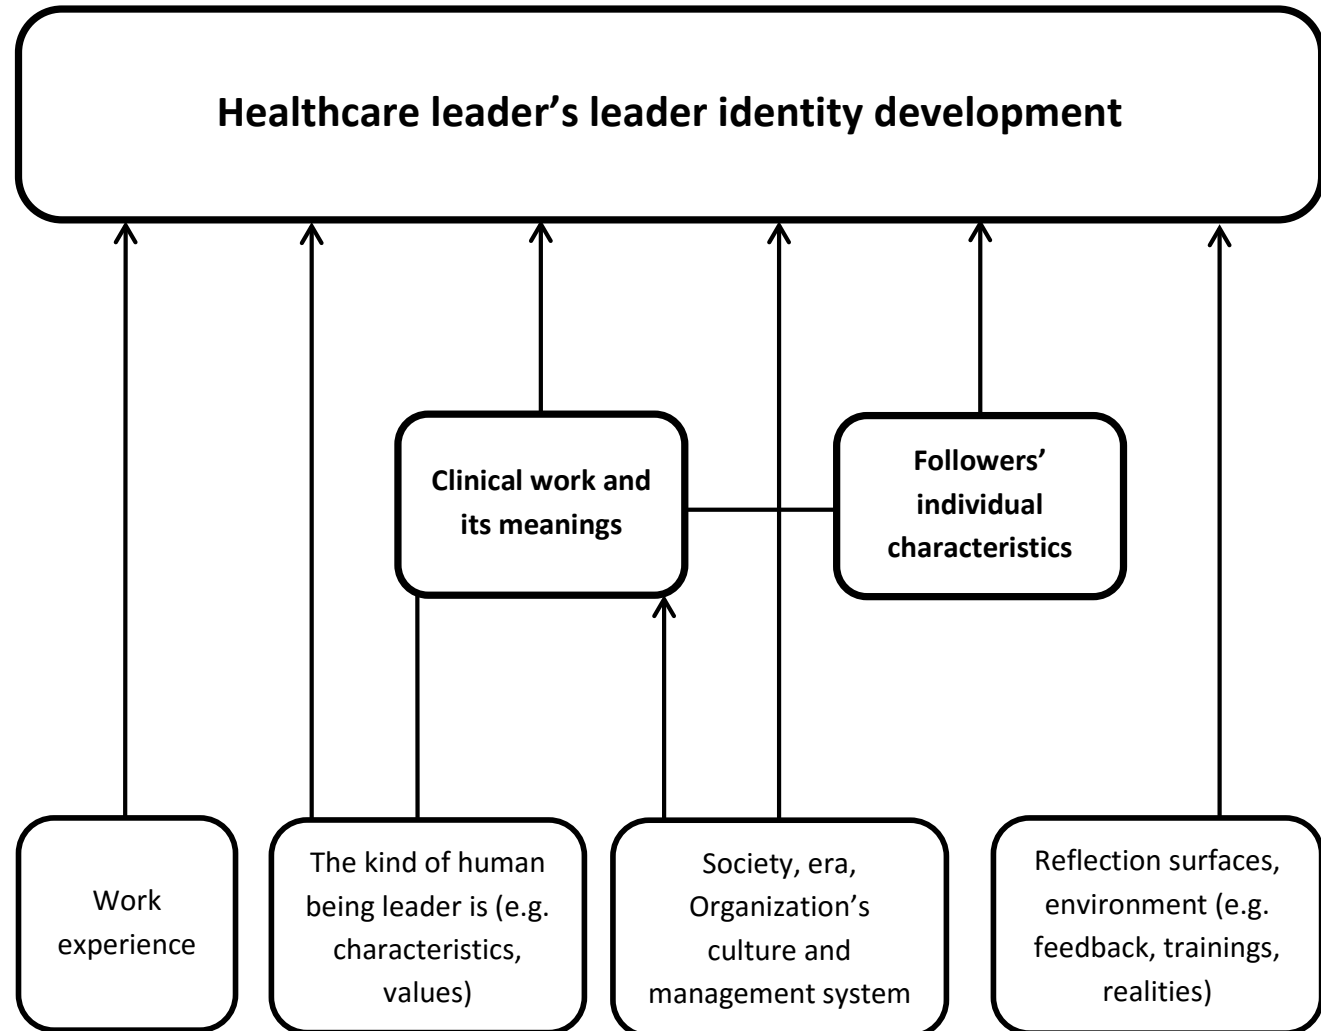 Healthcare leader’s leader identity development
Clinical work and
its meanings
Followers’
individual
characteristics
Work
experience
The kind of human
being leader is (e.g.
characteristics,
values)
Society, era,
Organization’s
culture and
management system
Reflection surfaces,
environment (e.g.
feedback, trainings,
realities)